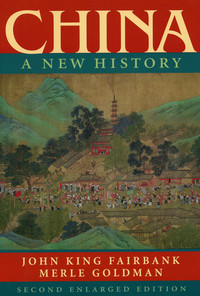 CHINA
A NEW HISTORY
JOHN KING FAIRBANK
MERLE GOLDMAN
SECOND ENLARGED EDITION